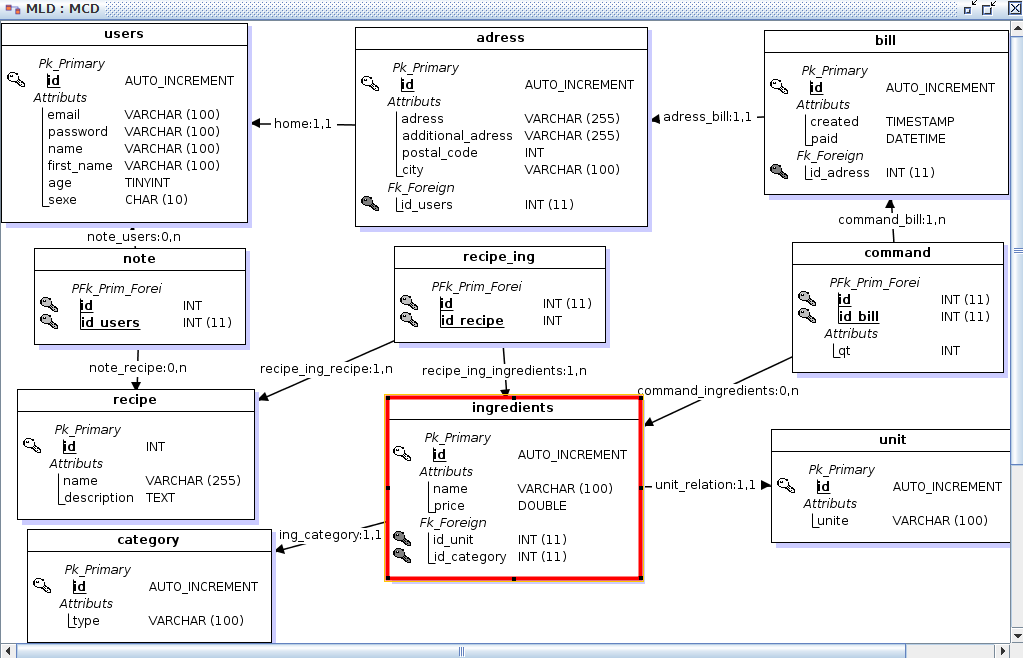 MLD : MCD
users
Pk_Primary
id AUTO_INCREMENT
Attributs
email VARCHAR (100)
password VARCHAR (100)
name VARCHAR (100)
first_name VARCHAR (100)
age TINYINT
sexe CHAR (10)
home:1,1
adress
Pk_Primary
id AUTO_INCREMENT
Attributs
adress VARCHAR (255)
additional_adress VARCHAR (255)
postal_code INT
city VARCHAR (100)
Fk_Foreign
id_users INT (11)
adress_bill:1,1
bill
Pk_Primary
id AUTO_INCREMENT
Attributs
created TIMESTAMP
paid DATETIME
Fk_Foreign
id_adress INT (11)
note_users:0,n
command_bill:1,n
note
PFk_Prim_Forei
id INT
id_users INT (11)
recipe_ing
PFk_Prim_Forei
id INT (11)
id_recipe INT
command
PFk_Prim_Forei
id INT (11)
id_bill INT (11)
Attributs
qt INT
note_recipe:0,n
recipe_ing_recipe:1,n
recipe_ing_ingredients:1,n
command_ingredients:0,n
recipe
Pk_Primary
id INT
Attributs
name VARCHAR (255)
description TEXT
ingredients
Pk_Primary
id AUTO_INCREMENT
Attributs
name VARCHAR (100)
price DOUBLE
Fk_Foreign
id_unit INT (11)
id_category INT (11)
unit_relation:1,1
unit
Pk_Primary
id AUTO_INCREMENT
Attributs
unite VARCHAR (100)
ing_category:1,1
category
Pk_Primary
id AUTO_INCREMENT
Attributs
type VARCHAR (100)